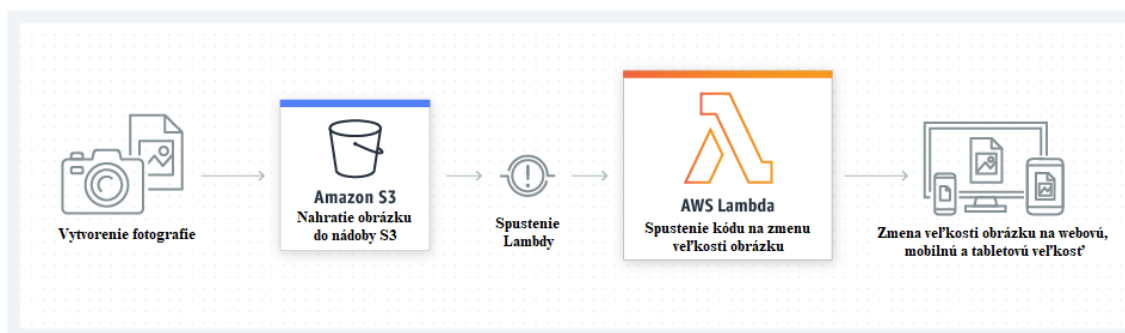 Vytvorenie fotografie
Amazon S3
Nahratie obrázku
do nádoby S3
Spustenie
Lambdy
AWS Lambda
Spustenie kódu na zmenu
veľkosti obrázku
Zmena veľkosti obrázku na webovú,
mobilnú a tabletovú veľkosť